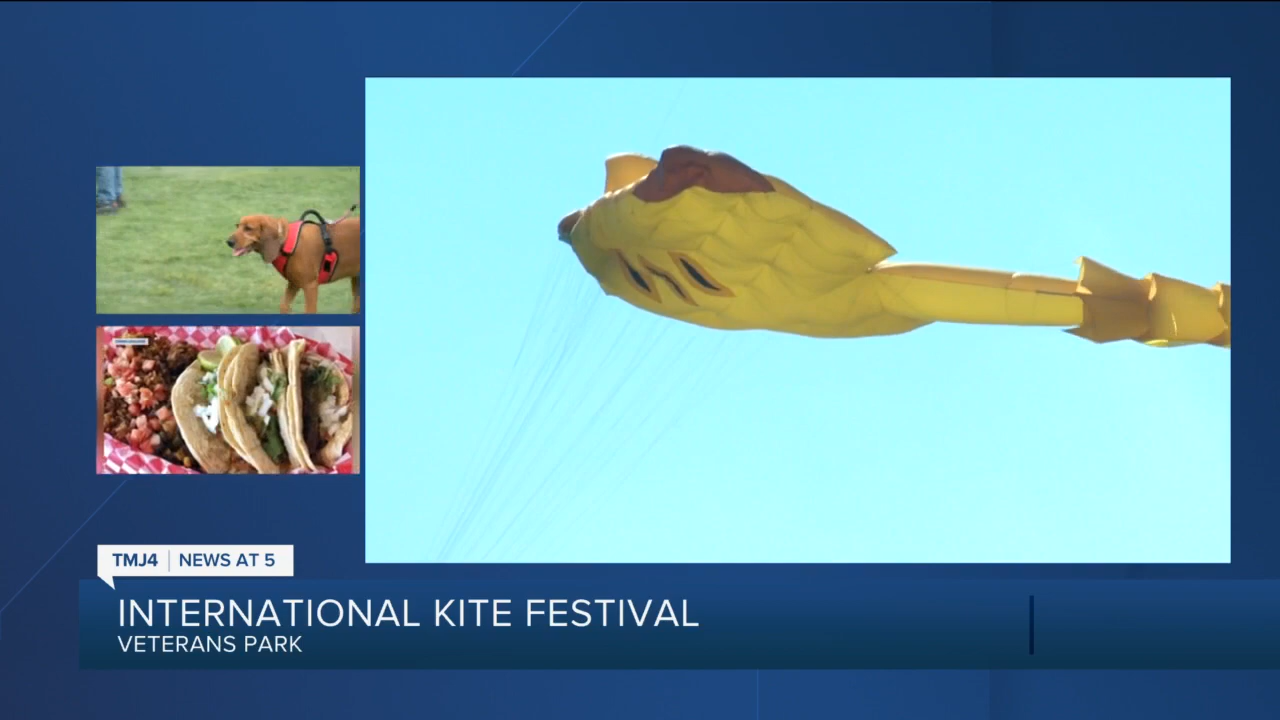 TMJ4 | NEWS AT 5
INTERNATIONAL KITE FESTIVAL
VETERANS PARK